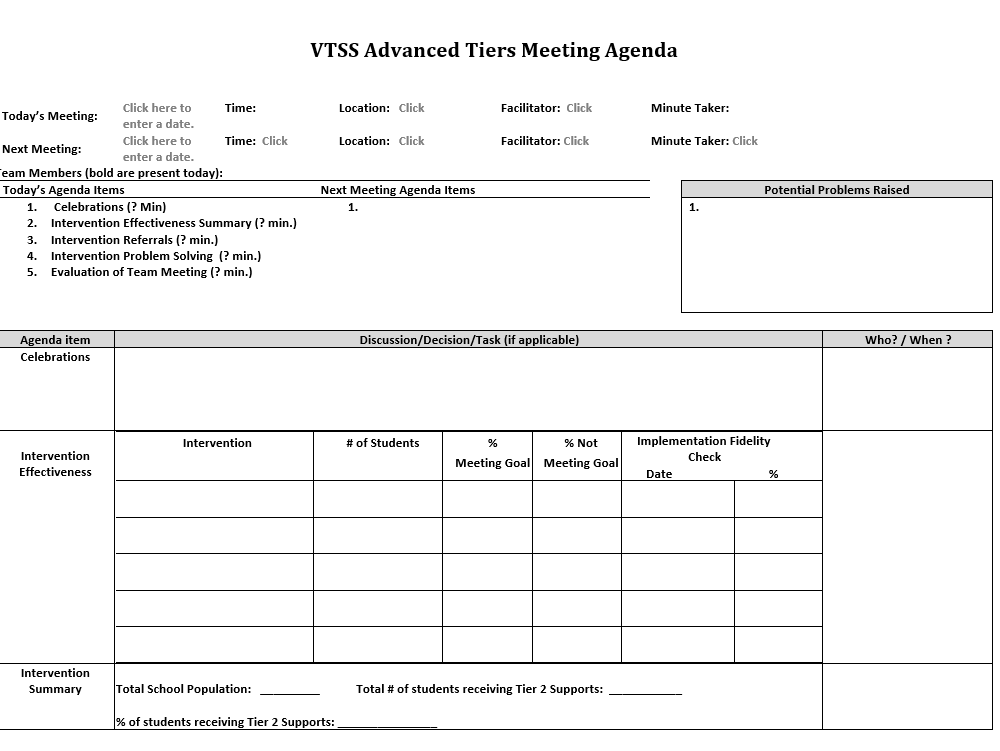 VTSS Advanced Tiers Meeting Agenda
Today's Meeting: Click here to enter a date. Time: Location: Click Facilitator: Click Minute Taker:
Next Meeting: Click here to enter a date. Time: Click Location: Click Facilitator: Click Minute Taker: Click
Team Members (bold are present today):
Today's Agenda Items Next Meeting Agenda Items
1. Celebrations (? Min) 1.
2. Intervention Effectiveness Summary (? min.)
3. Intervention Referrals (? min.)
4. Intervention Problem Solving (? min.)
5. Evaluation of Team Meeting (? min.)
Potential Problems Raised
1.
Agenda item Discussion/Decision/Task (if applicable) Who? / When ?
Celebrations
Intervention Effectiveness
Intervention # of Students % Meeting Goal % Not Meeting Goal Implementation Fidelity Check
Date %
Intervention Summary
Total School Population: _________ Total # of students receiving Tier 2 Supports: ___________
% of students receiving Tier 2 Supports: _______________